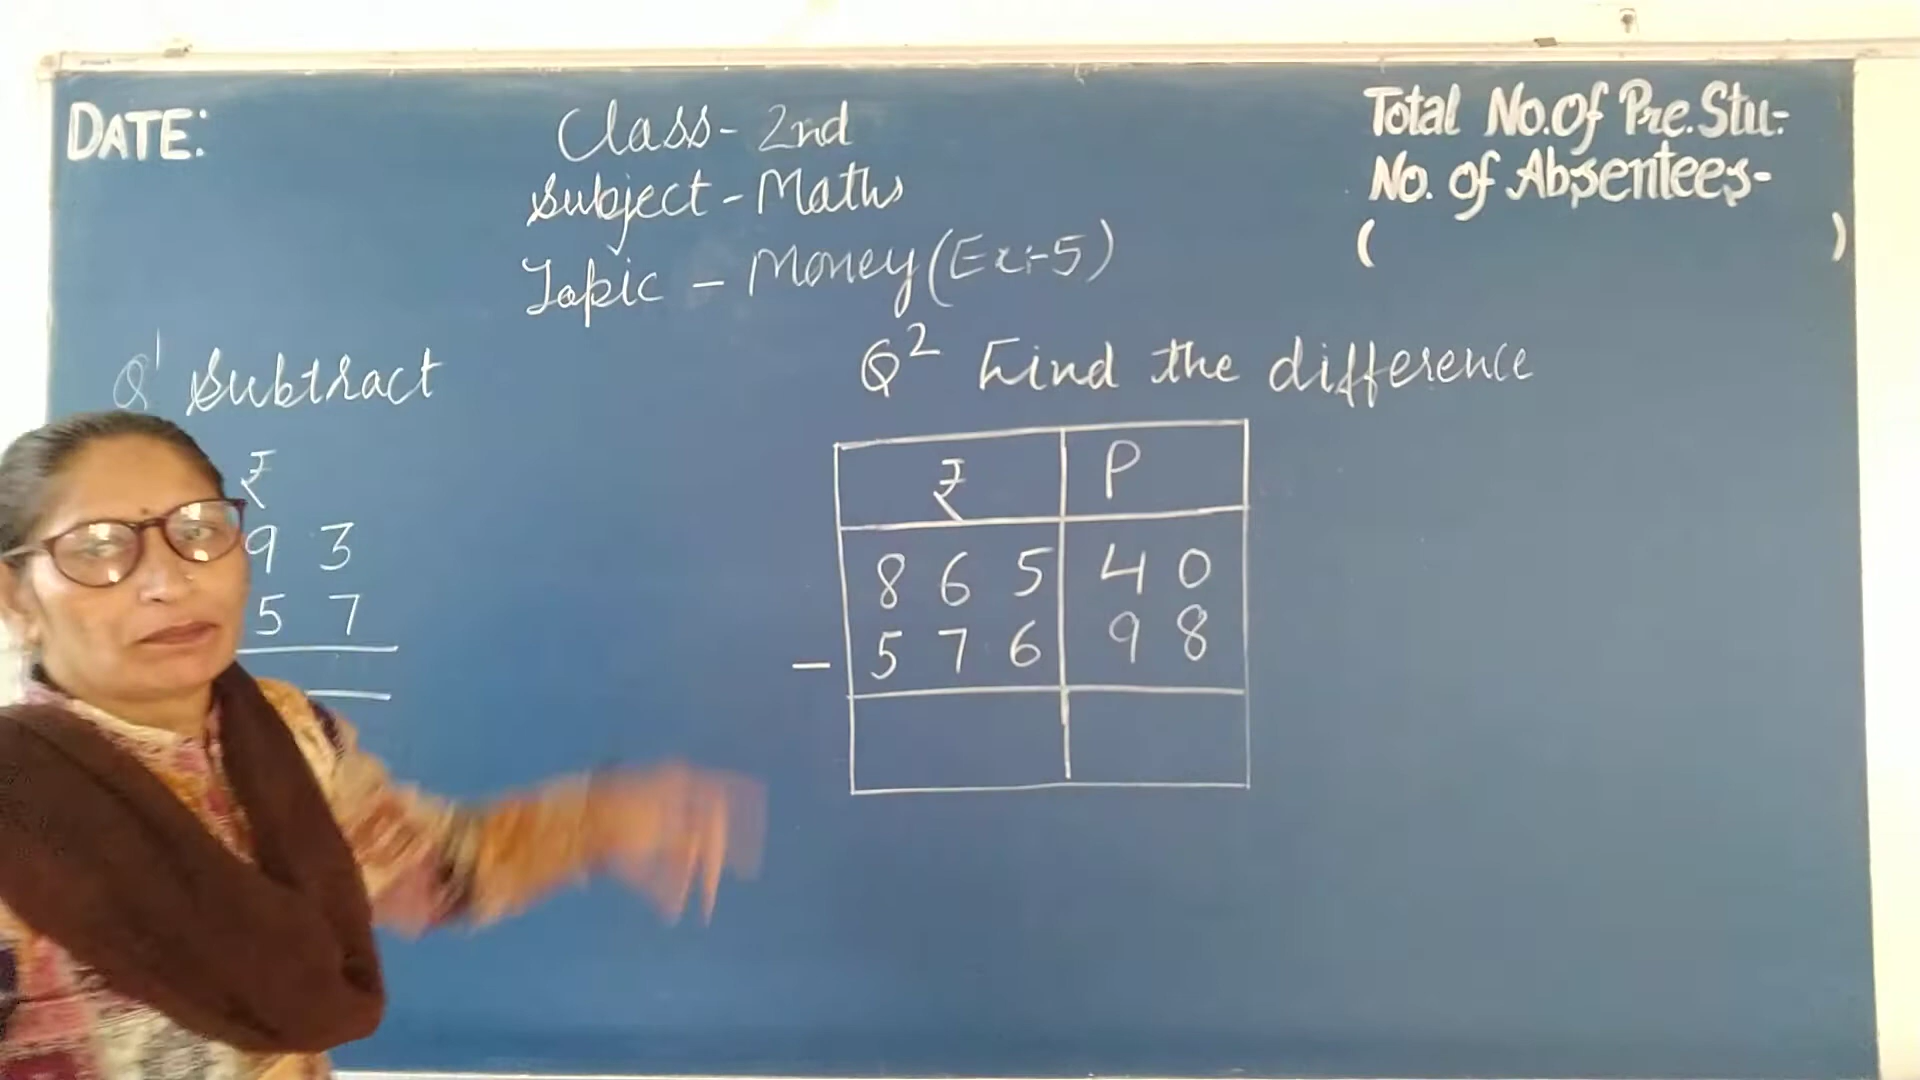 DATE:
Class - 2nd
Subject - Maths
Topic - Money (Ex:-5)
Total No. Of Pre. Stu:-
No. of Absentees-
( )
Q1 Subtract
₹
9 3
5 7
Q2 Find the difference
₹ P
8 6 5 4 0
- 5 7 6 9 8